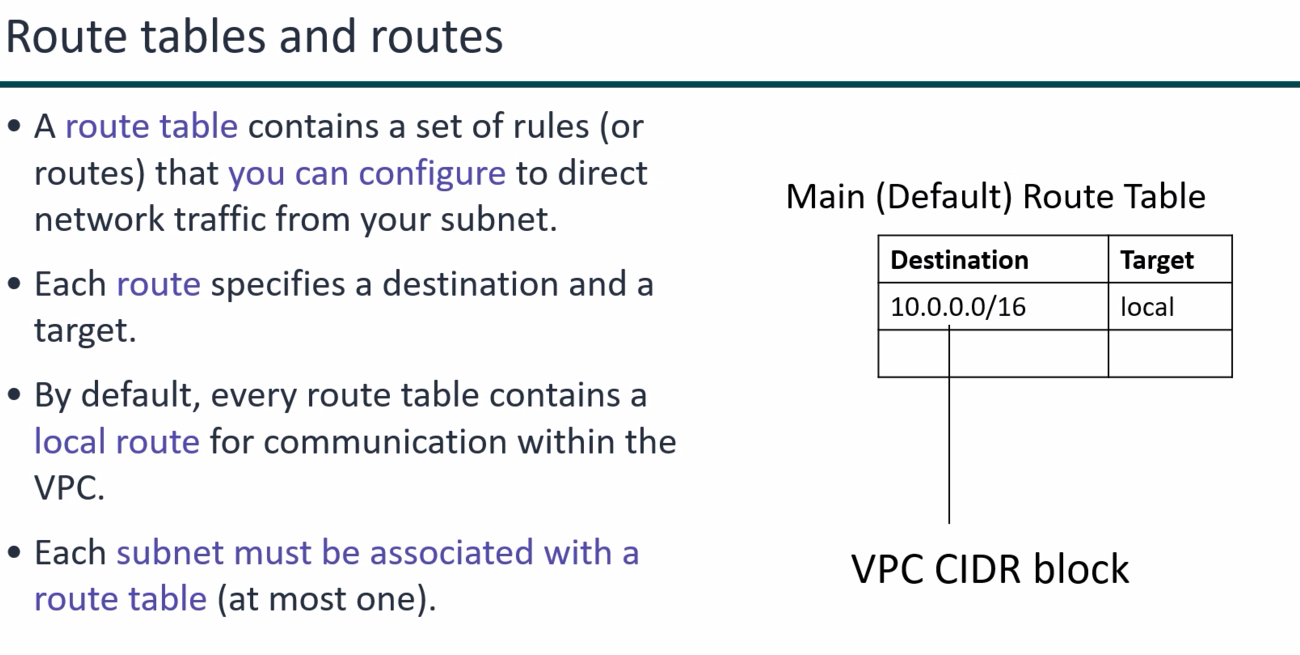 Route tables and routes
• A route table contains a set of rules (or
routes) that you can configure to direct
network traffic from your subnet.
• Each route specifies a destination and a
target.
• By default, every route table contains a
local route for communication within the
VPC.
• Each subnet must be associated with a
route table (at most one).
Main (Default) Route Table
Destination Target
10.0.0.0/16 local
VPC CIDR block